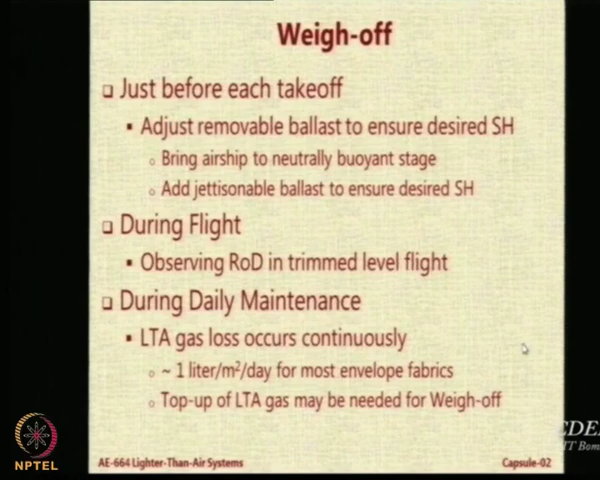 Weigh-off
Just before each takeoff
Adjust removable ballast to ensure desired SH
Bring airship to neutrally buoyant stage
Add jettisonable ballast to ensure desired SH
During Flight
Observing RoD in trimmed level flight
During Daily Maintenance
LTA gas loss occurs continuously
~ 1 liter/m²/day for most envelope fabrics
Top-up of LTA gas may be needed for Weigh-off
AE-664 Lighter-Than-Air Systems
Capsule-02
NPTEL